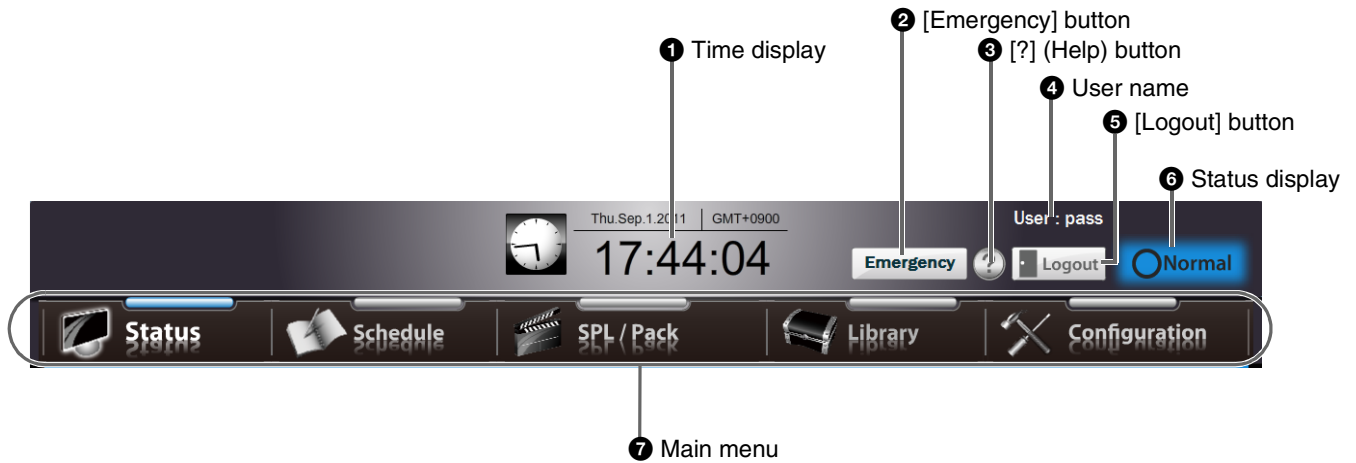 ❷ [Emergency] button
❶ Time display
❸ [?] (Help) button
❹ User name
❺ [Logout] button
❻ Status display
Thu.Sep.1.2011 GMT+0900
User : pass
17:44:04
Emergency ? Logout Normal
Status Schedule SPL / Pack Library Configuration
❼ Main menu